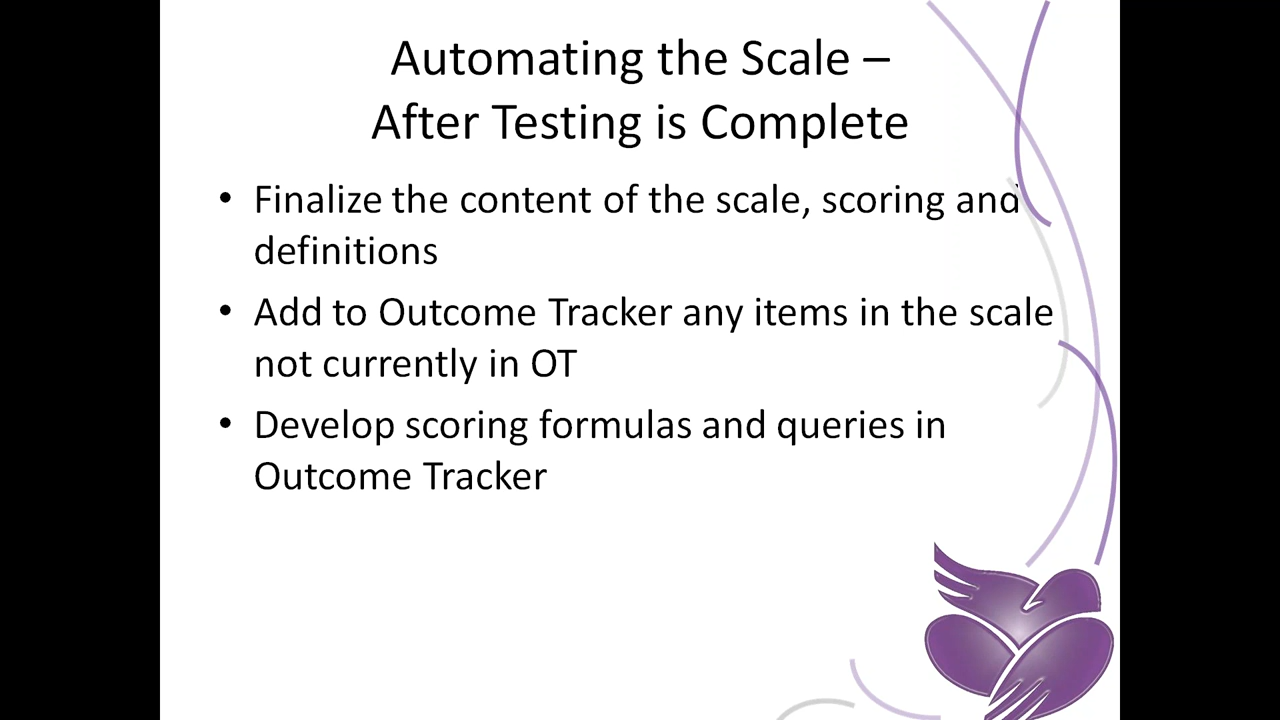 Automating the Scale –
After Testing is Complete
• Finalize the content of the scale, scoring and
definitions
• Add to Outcome Tracker any items in the scale
not currently in OT
• Develop scoring formulas and queries in
Outcome Tracker